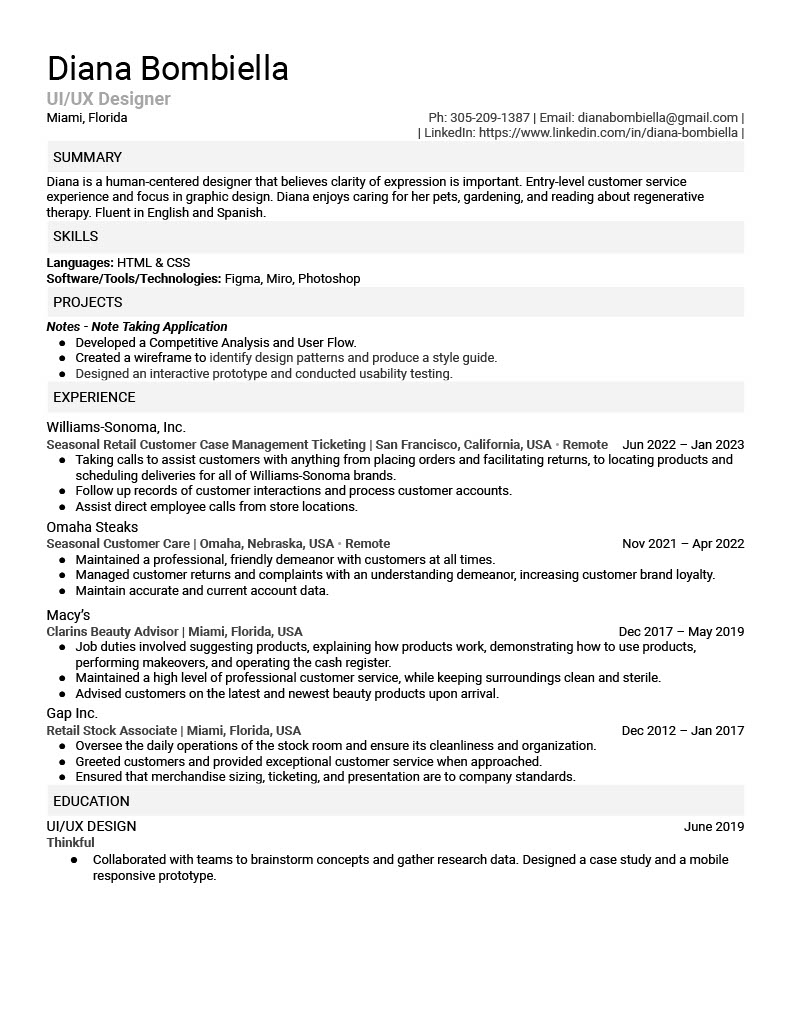 Diana Bombiella
UI/UX Designer
Miami, Florida
Ph: 305-209-1387 | Email: dianabombiella@gmail.com |
| LinkedIn: https://www.linkedin.com/in/diana-bombiella |
SUMMARY
Diana is a human-centered designer that believes clarity of expression is important. Entry-level customer service
experience and focus in graphic design. Diana enjoys caring for her pets, gardening, and reading about regenerative
therapy. Fluent in English and Spanish.
SKILLS
Languages: HTML & CSS
Software/Tools/Technologies: Figma, Miro, Photoshop
PROJECTS
Notes - Note Taking Application
● Developed a Competitive Analysis and User Flow.
● Created a wireframe to identify design patterns and produce a style guide.
● Designed an interactive prototype and conducted usability testing.
EXPERIENCE
Williams-Sonoma, Inc.
Seasonal Retail Customer Case Management Ticketing | San Francisco, California, USA • Remote Jun 2022 – Jan 2023
● Taking calls to assist customers with anything from placing orders and facilitating returns, to locating products and
scheduling deliveries for all of Williams-Sonoma brands.
● Follow up records of customer interactions and process customer accounts.
● Assist direct employee calls from store locations.
Omaha Steaks
Seasonal Customer Care | Omaha, Nebraska, USA • Remote Nov 2021 – Apr 2022
● Maintained a professional, friendly demeanor with customers at all times.
● Managed customer returns and complaints with an understanding demeanor, increasing customer brand loyalty.
● Maintain accurate and current account data.
Macy’s
Clarins Beauty Advisor | Miami, Florida, USA Dec 2017 – May 2019
● Job duties involved suggesting products, explaining how products work, demonstrating how to use products,
performing makeovers, and operating the cash register.
● Maintained a high level of professional customer service, while keeping surroundings clean and sterile.
● Advised customers on the latest and newest beauty products upon arrival.
Gap Inc.
Retail Stock Associate | Miami, Florida, USA Dec 2012 – Jan 2017
● Oversee the daily operations of the stock room and ensure its cleanliness and organization.
● Greeted customers and provided exceptional customer service when approached.
● Ensured that merchandise sizing, ticketing, and presentation are to company standards.
EDUCATION
UI/UX DESIGN June 2019
Thinkful
● Collaborated with teams to brainstorm concepts and gather research data. Designed a case study and a mobile
responsive prototype.